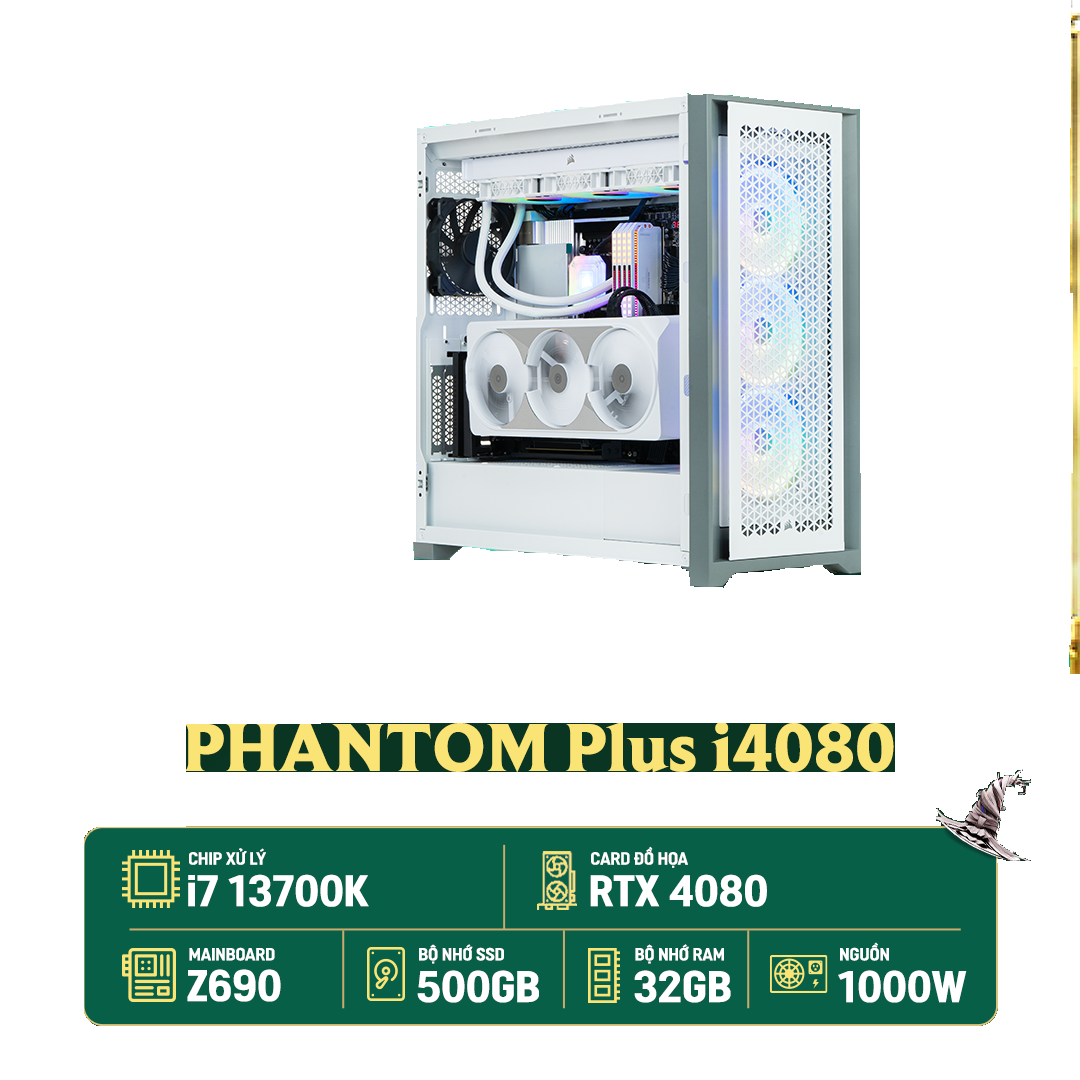 PHANTOM Plus i4080
CHIP XỬ LÝ
i7 13700K
CARD ĐỒ HỌA
RTX 4080
MAINBOARD
Z690
BỘ NHỚ SSD
500GB
BỘ NHỚ RAM
32GB
NGUỒN
1000W